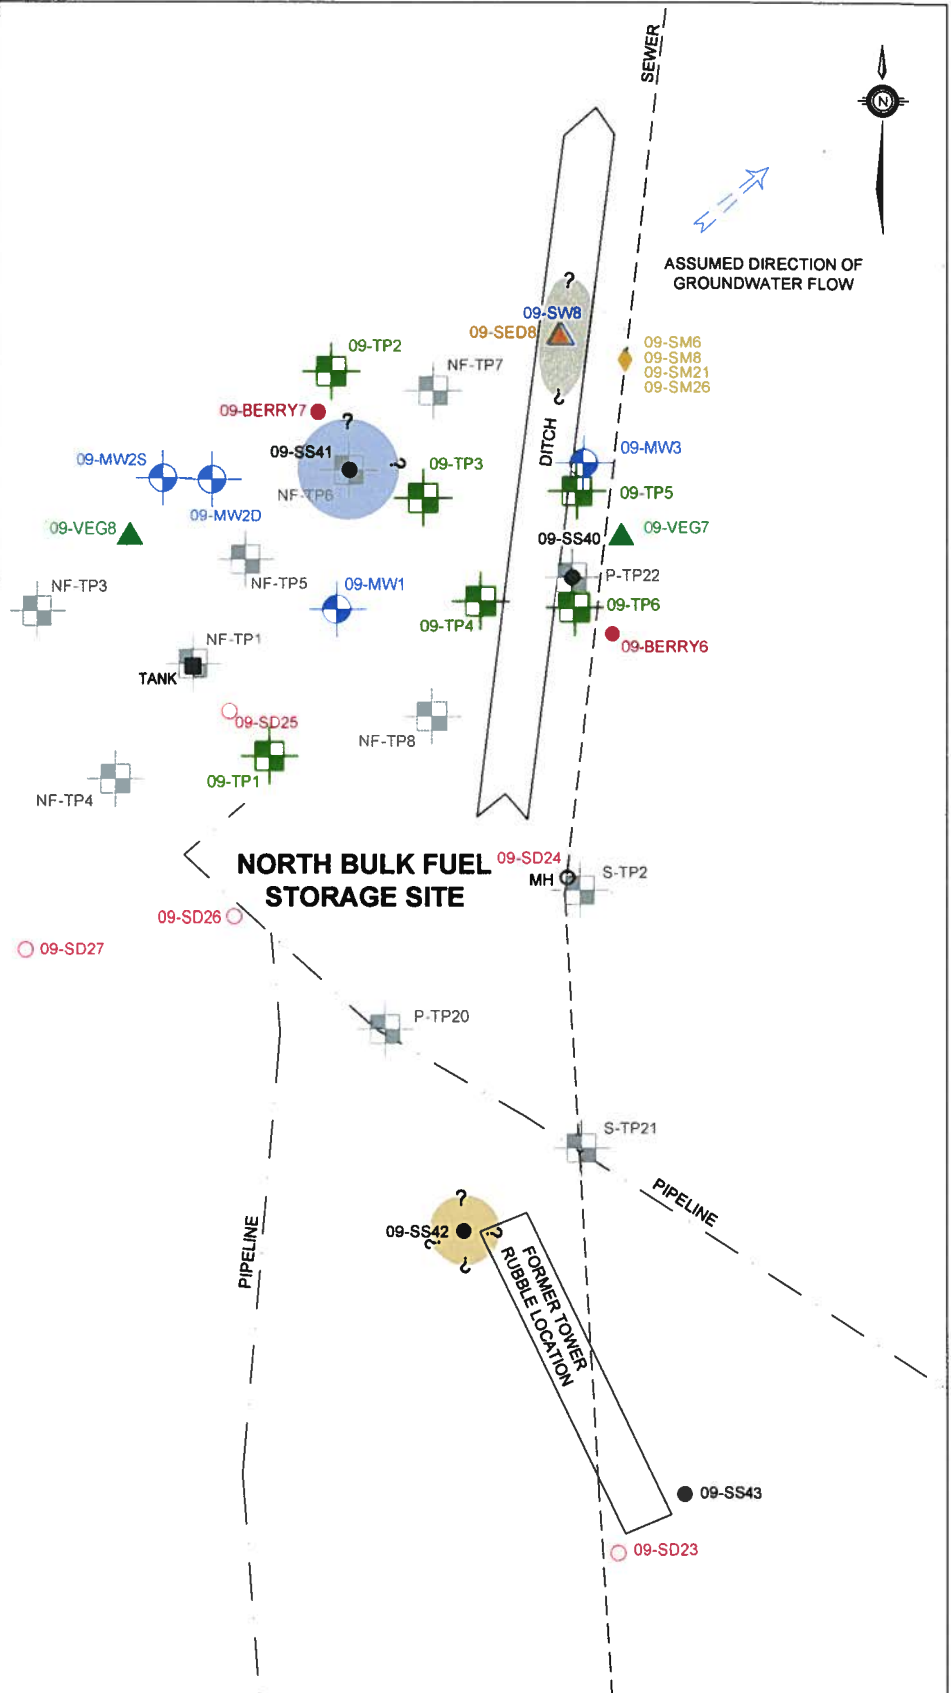 SEWER
N
ASSUMED DIRECTION OF
GROUNDWATER FLOW
?
09-SW8
09-SED8
09-SM6
09-SM8
09-SM21
09-SM26
09-TP2
NF-TP7
?
09-BERRY7
?
DITCH
09-SS41
09-MW3
09-MW2S
?
09-TP3
NF-TP6
09-TP5
09-MW2D
09-VEG8
09-SS40
09-VEG7
NF-TP3
NF-TP5
09-MW1
P-TP22
09-TP6
09-TP4
NF-TP1
09-BERRY6
TANK
09-SD25
NF-TP8
09-TP1
NF-TP4
NORTH BULK FUEL
STORAGE SITE
09-SD24
MH
S-TP2
09-SD26
09-SD27
P-TP20
S-TP21
PIPELINE
?
09-SS42
?
?
?
PIPELINE
FORMER TOWER
RUBBLE LOCATION
09-SS43
09-SD23